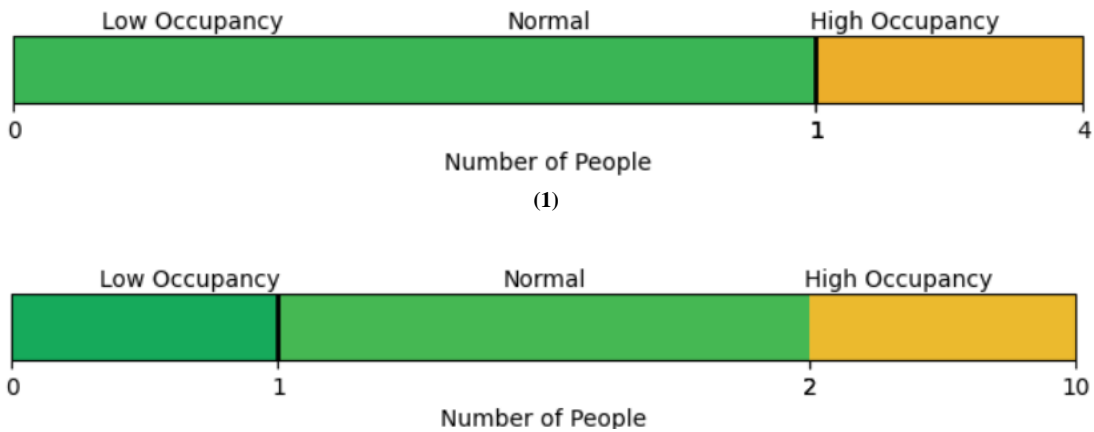 Low Occupancy Normal High Occupancy
0 1 4
Number of People
(1)
Low Occupancy Normal High Occupancy
0 1 2 10
Number of People